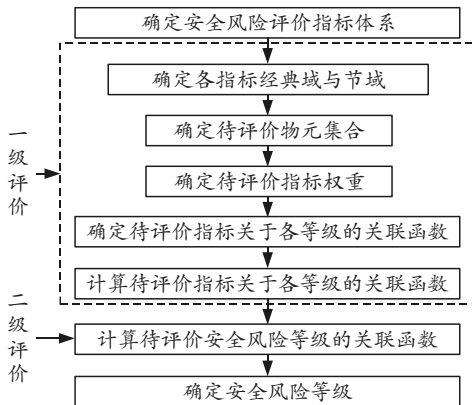 确定安全风险评价指标体系
确定各指标经典域与节域
确定待评价物元集合
确定待评价指标权重
确定待评价指标关于各等级的关联函数
计算待评价指标关于各等级的关联函数
一级评价
计算待评价安全风险等级的关联函数
二级评价
确定安全风险等级